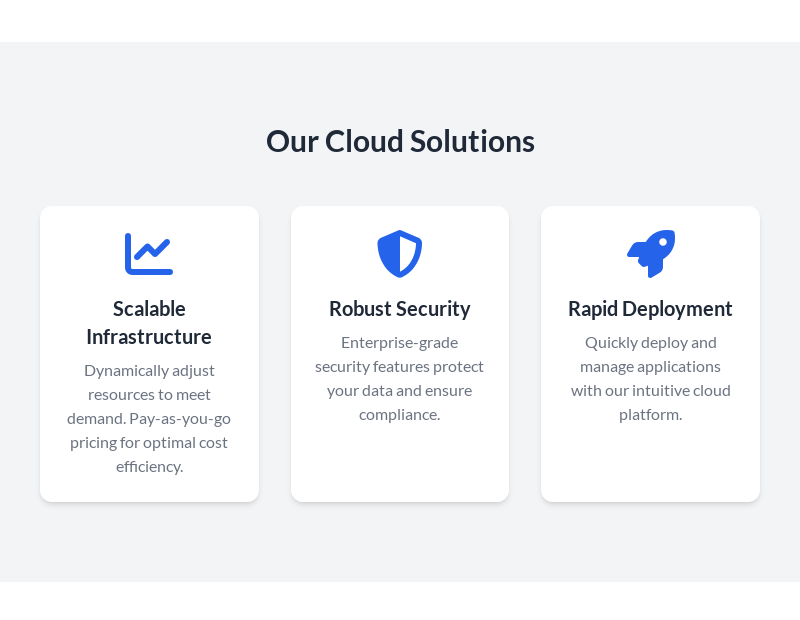 Our Cloud Solutions
Scalable
Infrastructure
Dynamically adjust
resources to meet
demand. Pay-as-you-go
pricing for optimal cost
efficiency.
Robust Security
Enterprise-grade
security features protect
your data and ensure
compliance.
Rapid Deployment
Quickly deploy and
manage applications
with our intuitive cloud
platform.